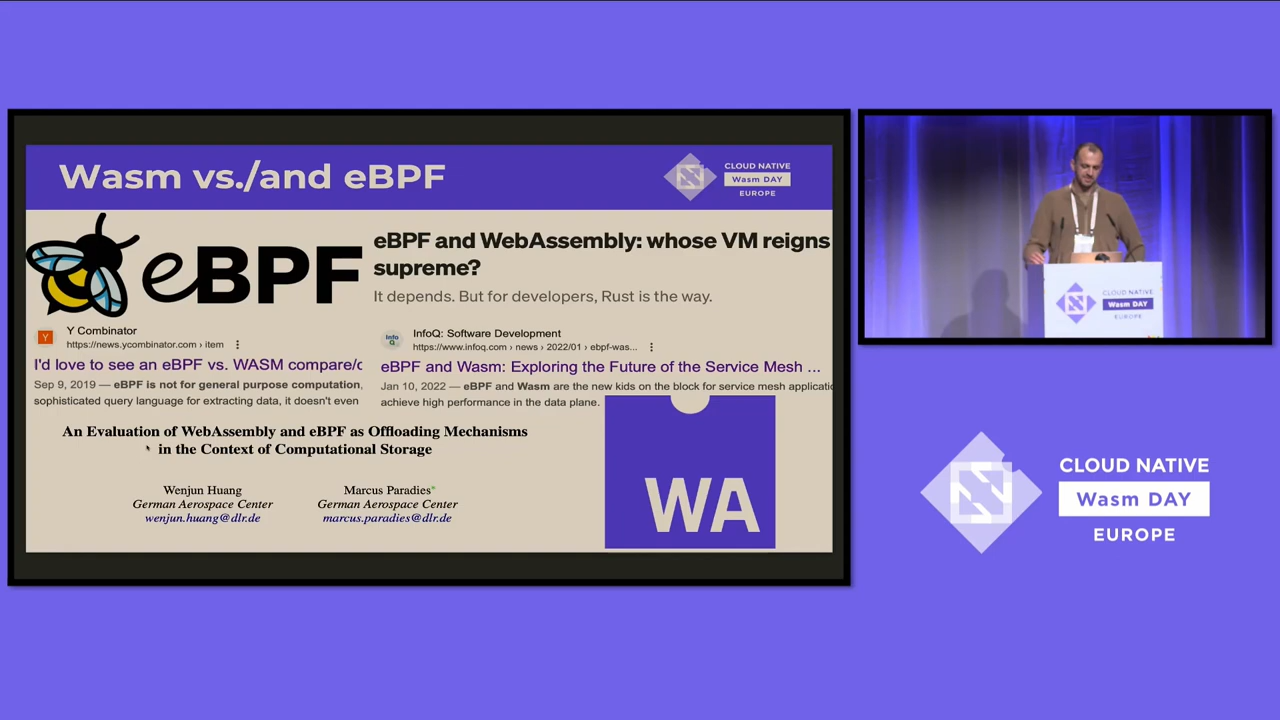 Wasm vs./and eBPF
CLOUD NATIVE
Wasm DAY
EUROPE
eBPF
eBPF and WebAssembly: whose VM reigns
supreme?
It depends. But for developers, Rust is the way.
Y Combinator
https://news.ycombinator.com › item
I'd love to see an eBPF vs. WASM compare/c
Sep 9, 2019 — eBPF is not for general purpose computation,
sophisticated query language for extracting data, it doesn't even
InfoQ: Software Development
https://www.infoq.com › news › 2022/01 › ebpf-was...
eBPF and Wasm: Exploring the Future of the Service Mesh ...
Jan 10, 2022 — eBPF and Wasm are the new kids on the block for service mesh applicatio
achieve high performance in the data plane.
An Evaluation of WebAssembly and eBPF as Offloading Mechanisms
in the Context of Computational Storage
Wenjun Huang
German Aerospace Center
wenjun.huang@dlr.de
Marcus Paradies*
German Aerospace Center
marcus.paradies@dlr.de
WA
CLOUD NATIVE
Wasm DAY
EUROPE
CLOUD NATIVE
Wasm DAY
EUROPE